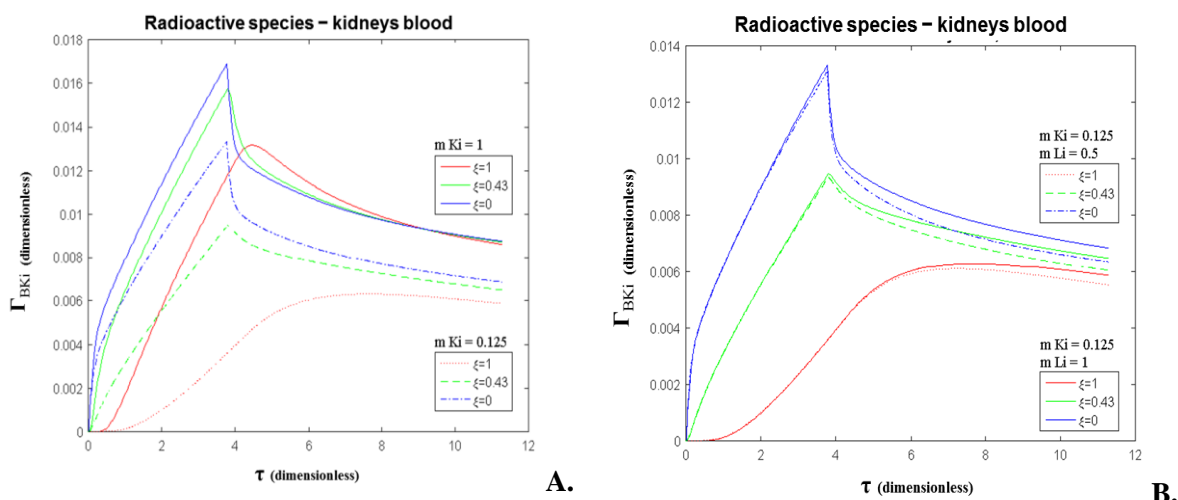 Radioactive species – kidneys blood
0.018
0.016
0.014
0.012
0.01
0.008
0.006
0.004
0.002
0
Γ BKi (dimensionless)
m Ki = 1
ξ=1
ξ=0.43
ξ=0
m Ki = 0.125
ξ=1
ξ=0.43
ξ=0
0 2 4 6 8 10 12
τ (dimensionless)
A.
Radioactive species – kidneys blood
0.014
0.012
0.01
0.008
0.006
0.004
0.002
0
Γ BKi (dimensionless)
m Ki = 0.125
m Li = 0.5
ξ=1
ξ=0.43
ξ=0
m Ki = 0.125
m Li = 1
ξ=1
ξ=0.43
ξ=0
0 2 4 6 8 10 12
τ (dimensionless)
B.